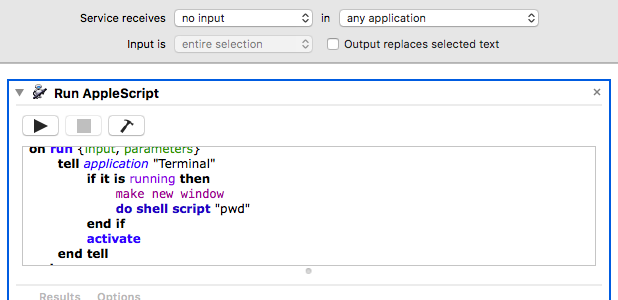 Service receives no input in any application
Input is entire selection Output replaces selected text
Run AppleScript
on run {input, parameters}
tell application "Terminal"
if it is running then
make new window
do shell script "pwd"
end if
activate
end tell
Results Options